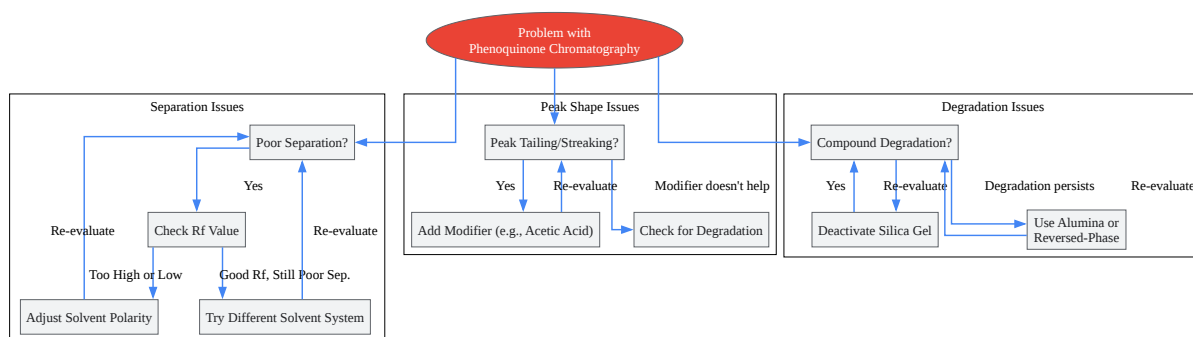 Problem with
Phenoquinone Chromatography
Separation Issues
Peak Shape Issues
Degradation Issues
Poor Separation?
Peak Tailing/Streaking?
Compound Degradation?
Yes
Yes
Re-evaluate
Modifier doesn't help
Yes
Re-evaluate
Degradation persists
Re-evaluate
Re-evaluate
Check Rf Value
Re-evaluate
Add Modifier (e.g., Acetic Acid)
Check for Degradation
Deactivate Silica Gel
Use Alumina or
Reversed-Phase
Too High or Low
Good Rf, Still Poor Sep.
Adjust Solvent Polarity
Try Different Solvent System